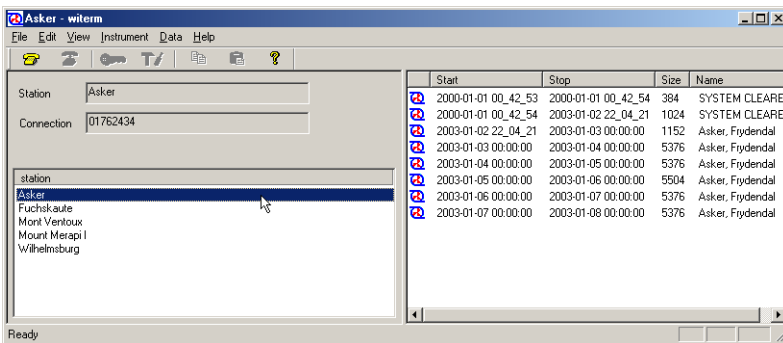 Asker - witerm
File Edit View Instrument Data Help
Station Asker
Connection 01762434
station
Asker
Fuchskaute
Mont Ventoux
Mount Merapi I
Wilhelmsburg
Start Stop Size Name
2000-01-01 00_42_53 2000-01-01 00_42_54 384 SYSTEM CLEARE
2000-01-01 00_42_54 2003-01-02 22_04_21 1024 SYSTEM CLEARE
2003-01-02 22_04_21 2003-01-03 00:00:00 1152 Asker, Frydendal
2003-01-03 00:00:00 2003-01-04 00:00:00 5376 Asker, Frydendal
2003-01-04 00:00:00 2003-01-05 00:00:00 5376 Asker, Frydendal
2003-01-05 00:00:00 2003-01-06 00:00:00 5504 Asker, Frydendal
2003-01-06 00:00:00 2003-01-07 00:00:00 5376 Asker, Frydendal
2003-01-07 00:00:00 2003-01-08 00:00:00 5376 Asker, Frydendal
Ready